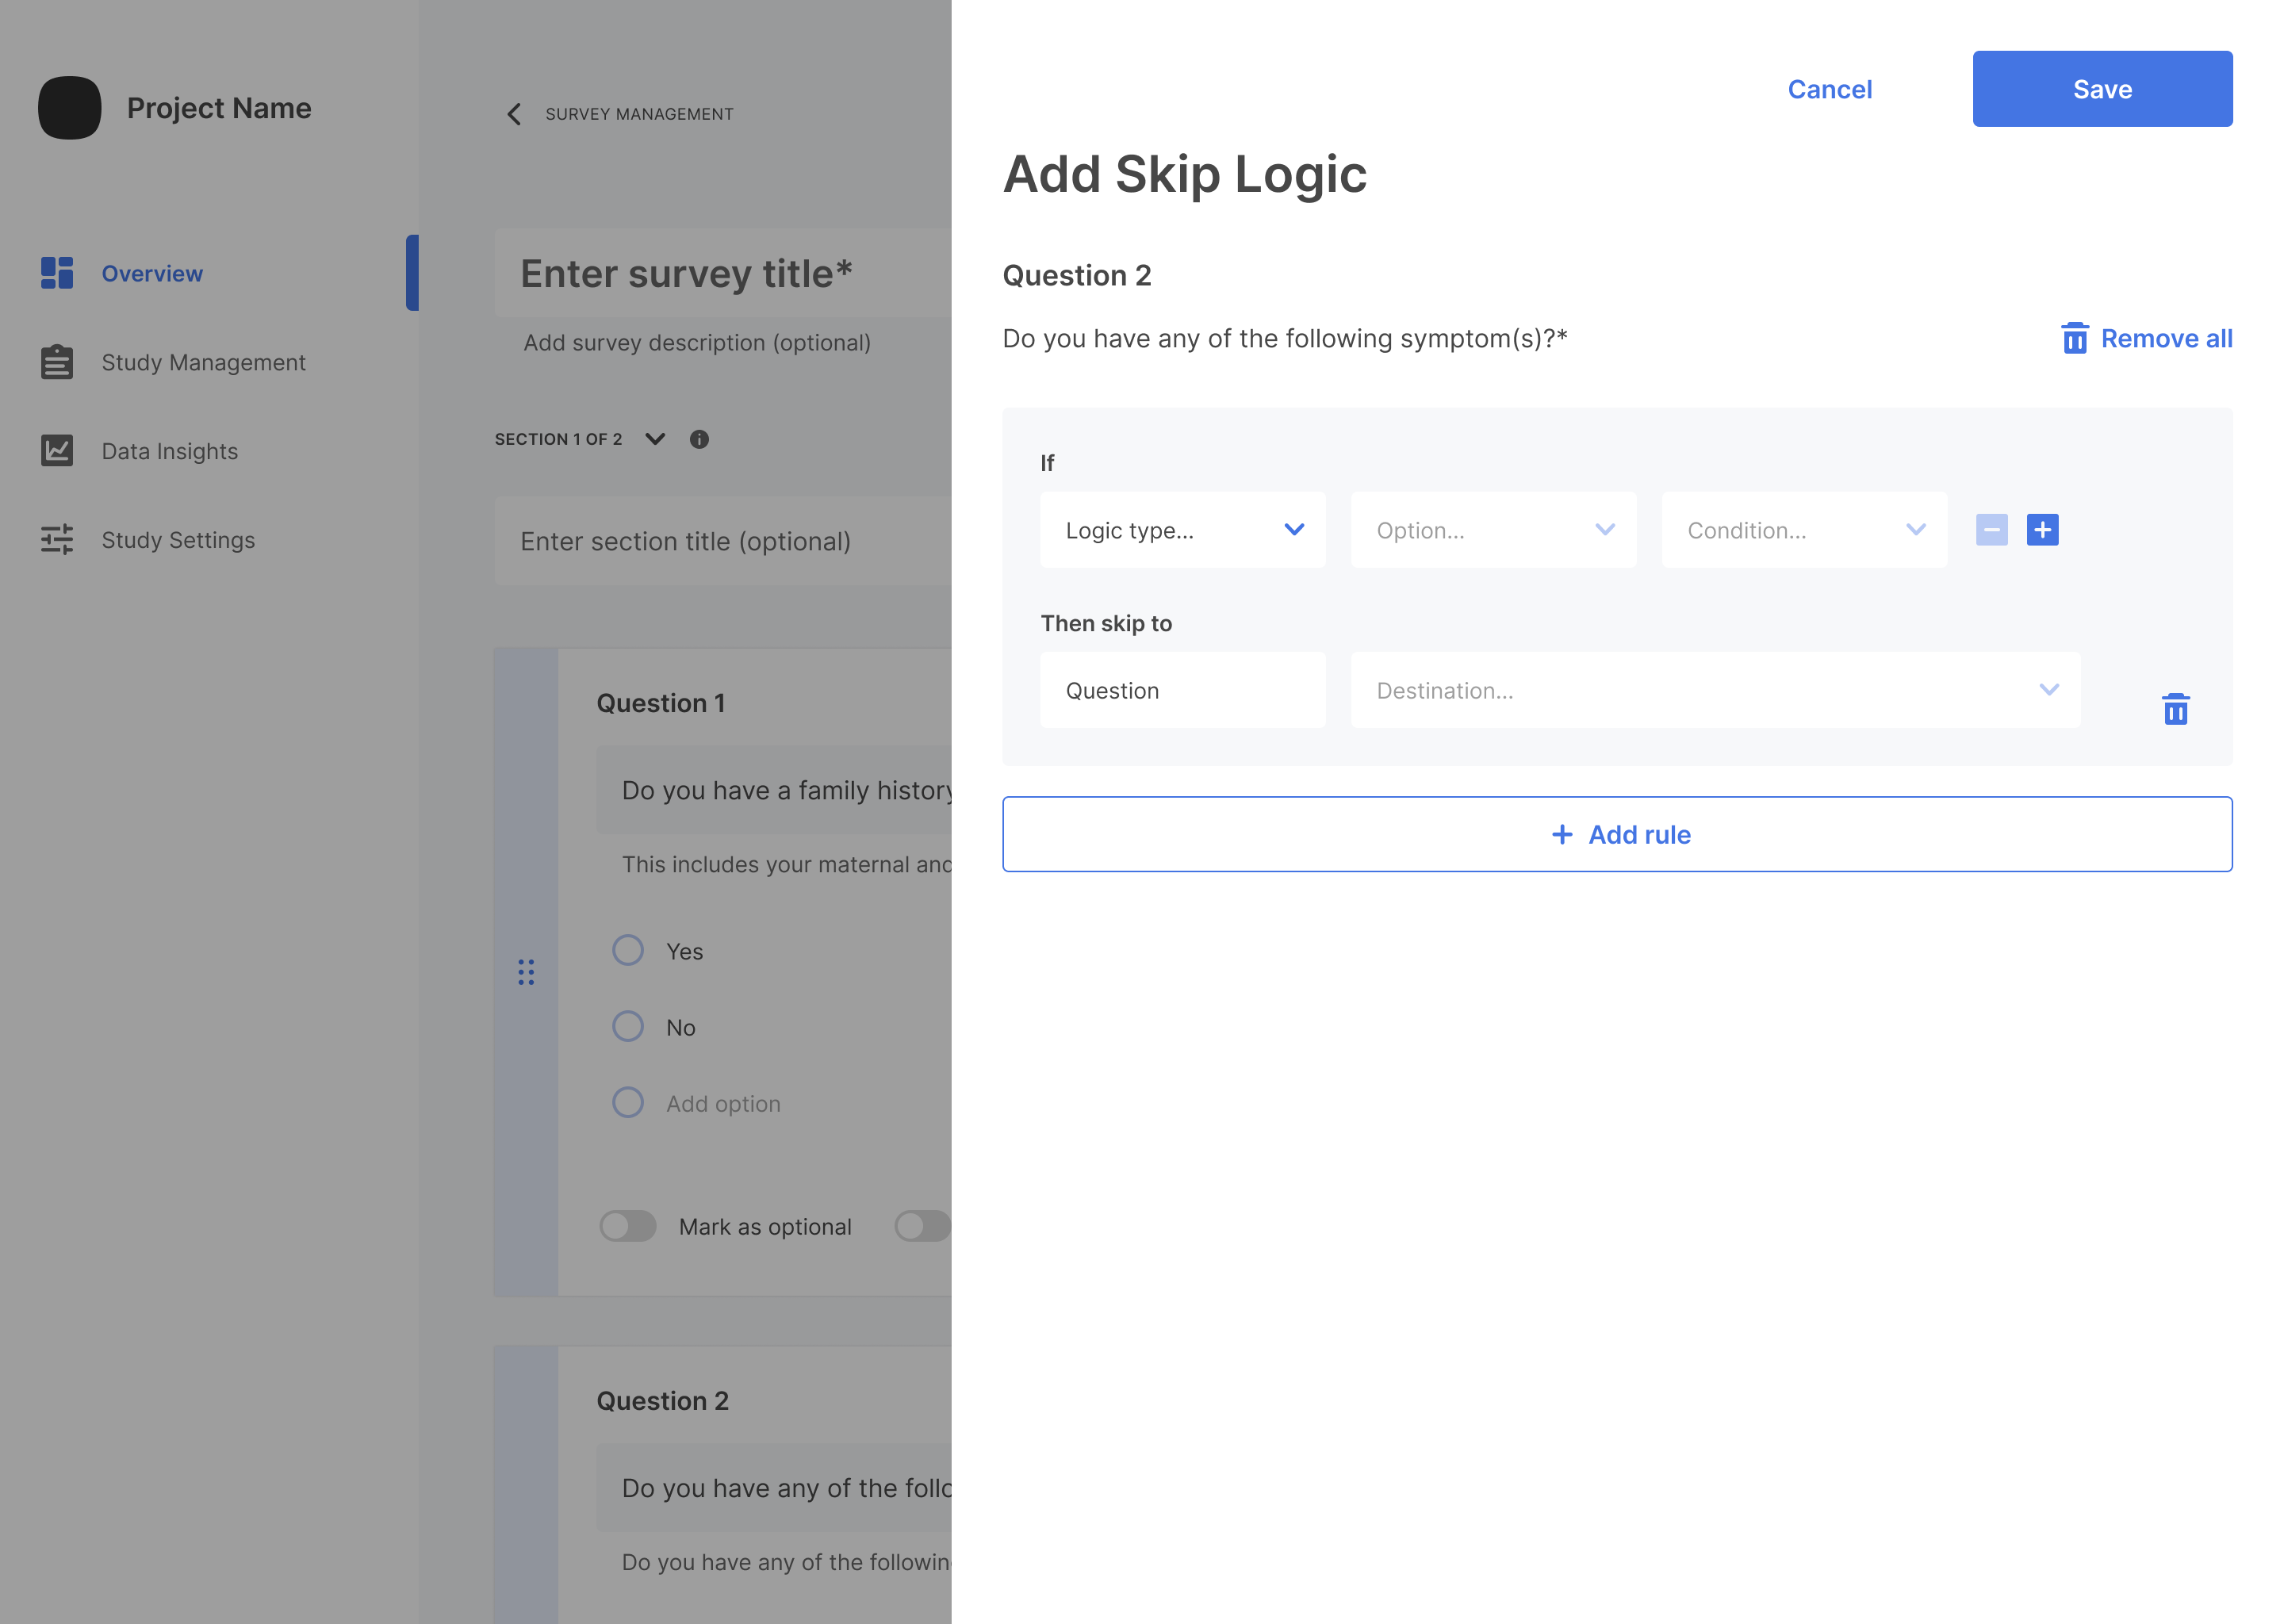 Project Name
Overview
Study Management
Data Insights
Study Settings
SURVEY MANAGEMENT
Enter survey title*
Add survey description (optional)
SECTION 1 OF 2
Enter section title (optional)
Question 1
Do you have a family history
This includes your maternal and
Yes
No
Add option
Mark as optional
Question 2
Do you have any of the follo
Do you have any of the followin
Cancel
Save
Add Skip Logic
Question 2
Do you have any of the following symptom(s)?*
Remove all
If
Logic type...
Option...
Condition...
Then skip to
Question
Destination...
Add rule